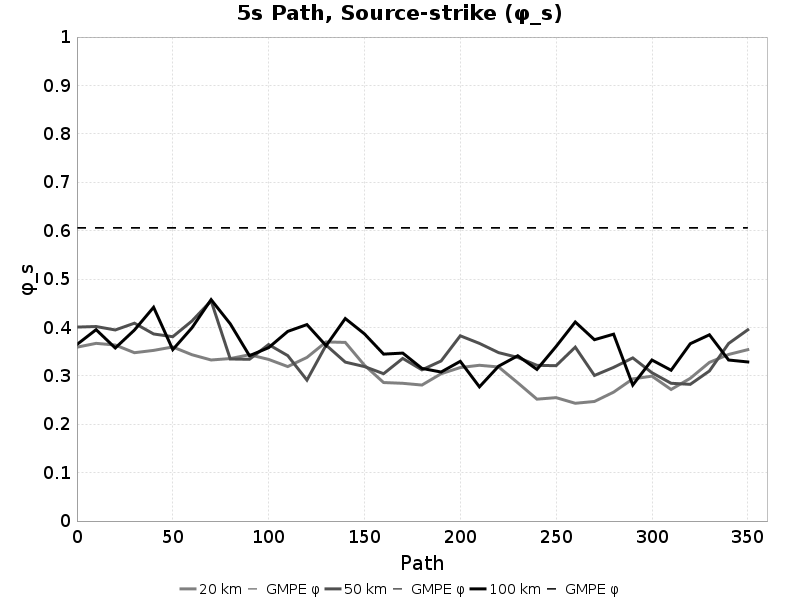 5s Path, Source-strike (φ_s)
1
0.9
0.8
0.7
0.6
0.5
0.4
0.3
0.2
0.1
0
φ_s
0 50 100 150 200 250 300 350
Path
20 km GMPE φ 50 km GMPE φ 100 km GMPE φ